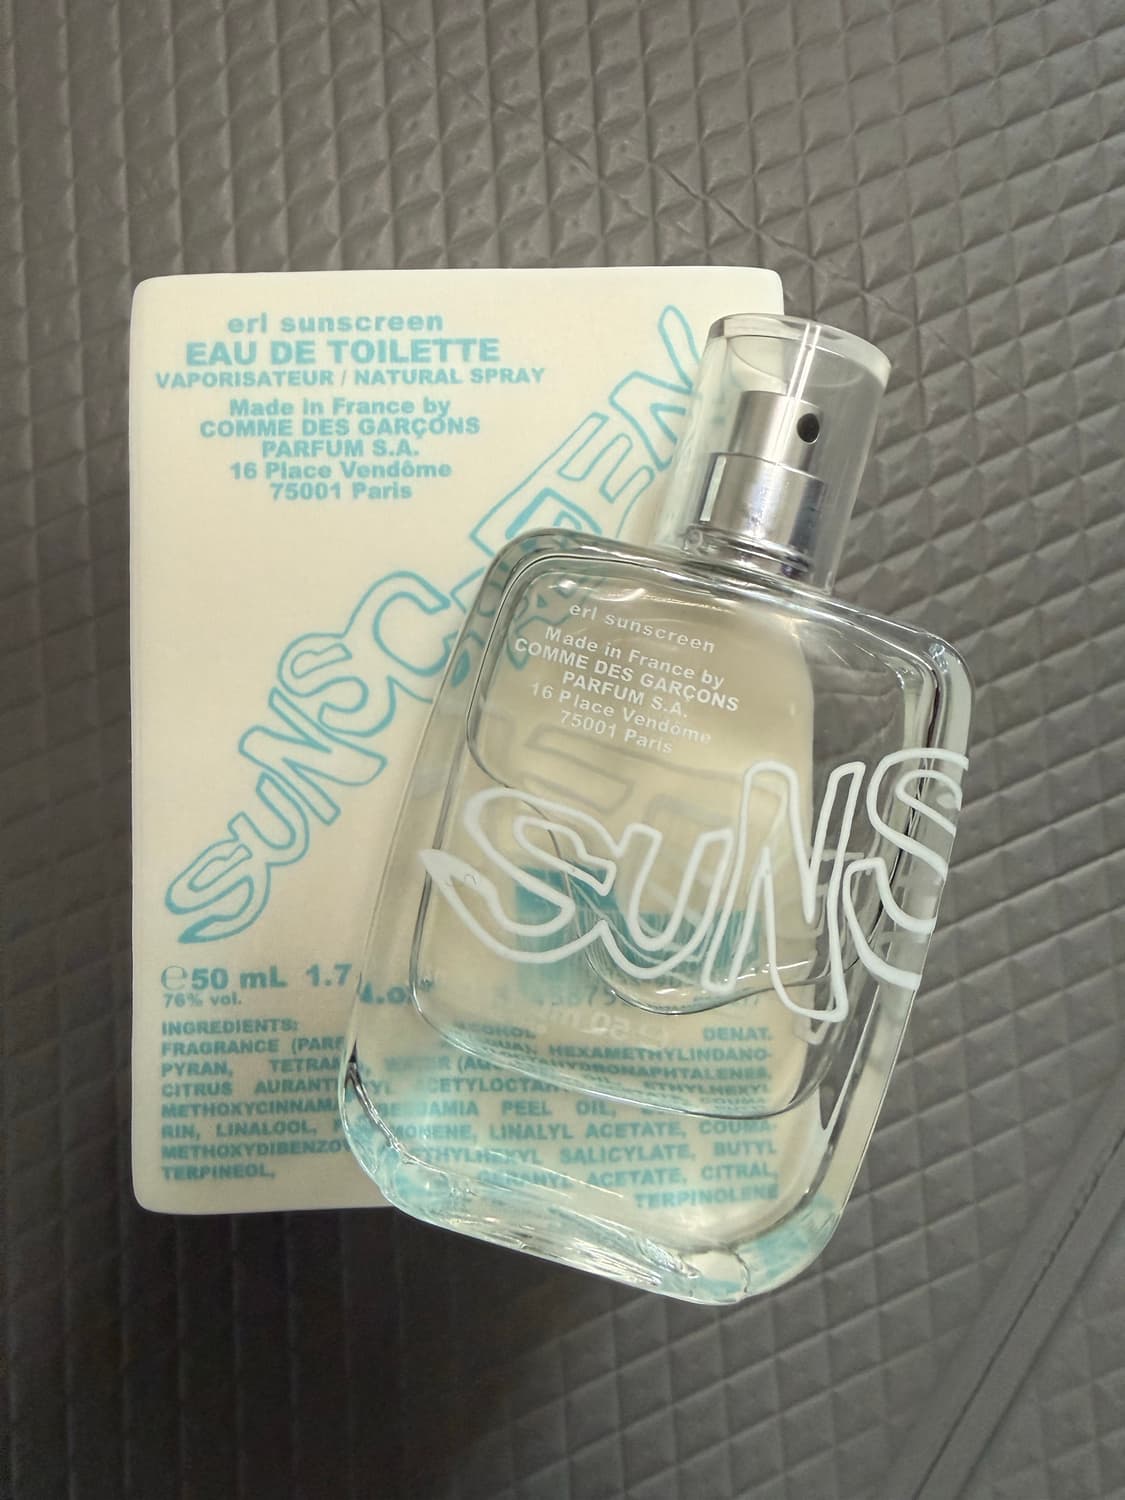 erl sunscreen
EAU DE TOILETTE
VAPORISATEUR / NATURAL SPRAY
Made in France by
COMME DES GARÇONS
PARFUM S.A.
16 Place Vendôme
75001 Paris
SUNSCREEN
℮50 mL 1.7
76% vol.
INGREDIENTS: DENAT.
FRAGRANCE HEXAMETHYLINDANO-
PYRAN,
CITRUS ETHYLHEXYL
PEEL OIL,
RIN, LINALOOL, LINALYL ACETATE, COUMA-
SALICYLATE, BUTYL
TERPINEOL, ACETATE, CITRAL,
TERPINOLENE
erl sunscreen
Made in France by
COMME DES GARÇONS
PARFUM S.A.
16 Place Vendôme
75001 Paris
SUNS